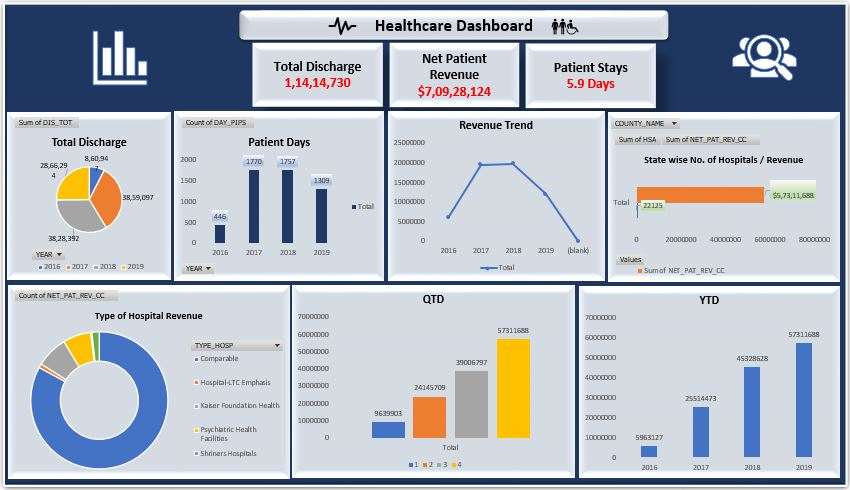 Healthcare Dashboard
Total Discharge
1,14,14,730
Net Patient
Revenue
$7,09,28,124
Patient Stays
5.9 Days
Sum of DIS_TOT
Total Discharge
8,60,94
7
28,66,29
4
38,59,097
38,28,392
YEAR
2016 2017 2018 2019
Count of DAY_PIPS
Patient Days
2000
1500
1000
500
0
446
1770
1757
1309
2016 2017 2018 2019
Total
YEAR
Revenue Trend
25000000
20000000
15000000
10000000
5000000
0
2016 2017 2018 2019 (blank)
Total
COUNTY_NAME
Sum of HSA Sum of NET_PAT_REV_CC
State wise No. of Hospitals / Revenue
Total
22125
$5,73,11,688
0 20000000 40000000 60000000 80000000
Values
Sum of NET_PAT_REV_CC
Count of NET_PAT_REV_CC
Type of Hospital Revenue
TYPE_HOSP
Comparable
Hospital-LTC Emphasis
Kaiser Foundation Health
Psychiatric Health
Facilities
Shriners Hospitals
QTD
70000000
60000000
50000000
40000000
30000000
20000000
10000000
0
9639903
24145709
39006797
57311688
Total
1 2 3 4
YTD
70000000
60000000
50000000
40000000
30000000
20000000
10000000
0
5963127
25514473
45328628
57311688
2016 2017 2018 2019